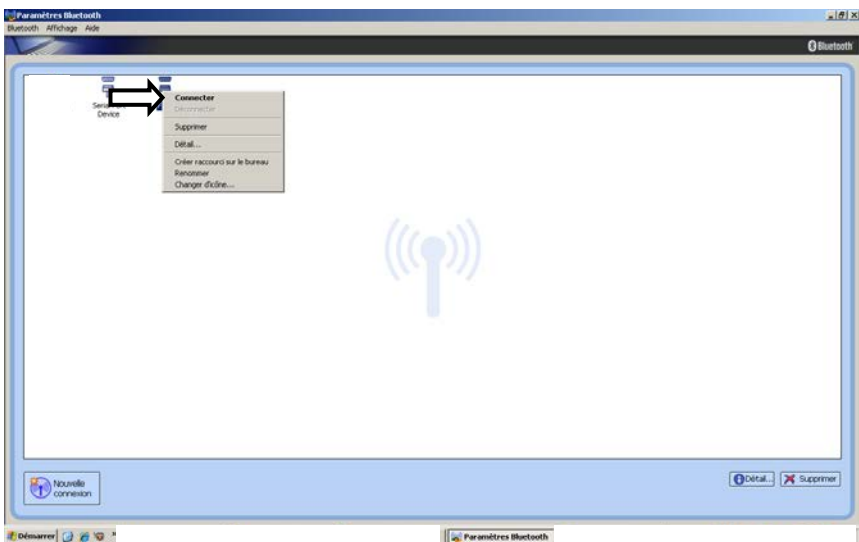 Paramètres Bluetooth
Bluetooth Affichage Aide
Bluetooth
Device
Connecter
Déconnecter
Supprimer
Détail...
Créer raccourci sur le bureau
Renommer
Changer d'icône...
Nouvelle
connexion
Détail...
Supprimer
Démarrer
Paramètres Bluetooth